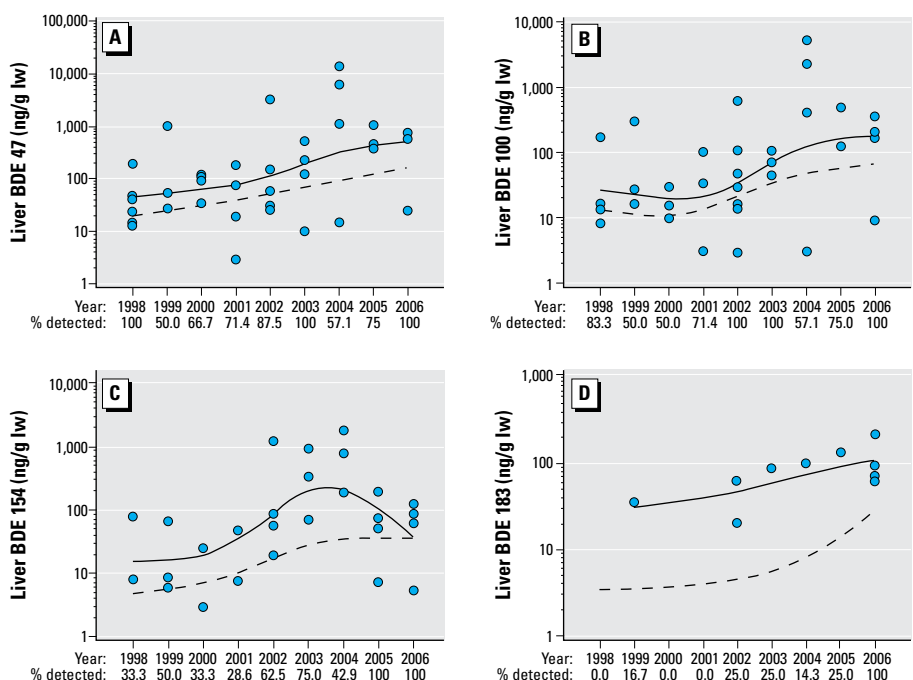 A
Liver BDE 47 (ng/g lw)
100,000
10,000
1,000
100
10
1
Year: 1998 1999 2000 2001 2002 2003 2004 2005 2006
% detected: 100 50.0 66.7 71.4 87.5 100 57.1 75 100
B
Liver BDE 100 (ng/g lw)
10,000
1,000
100
10
1
Year: 1998 1999 2000 2001 2002 2003 2004 2005 2006
% detected: 83.3 50.0 50.0 71.4 100 100 57.1 75.0 100
C
Liver BDE 154 (ng/g lw)
10,000
1,000
100
10
1
Year: 1998 1999 2000 2001 2002 2003 2004 2005 2006
% detected: 33.3 50.0 33.3 28.6 62.5 75.0 42.9 100 100
D
Liver BDE 183 (ng/g lw)
1,000
100
10
1
Year: 1998 1999 2000 2001 2002 2003 2004 2005 2006
% detected: 0.0 16.7 0.0 0.0 25.0 25.0 14.3 25.0 100